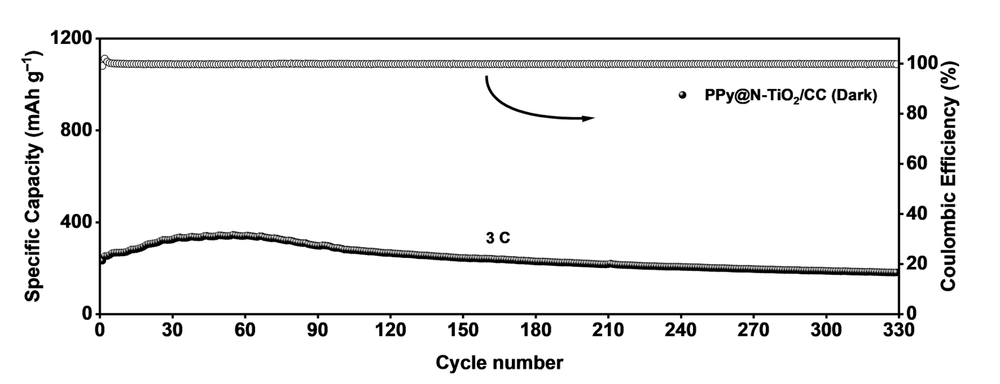 1200
800
400
0
Specific Capacity (mAh g⁻¹)
100
80
60
40
20
0
Coulombic Efficiency (%)
PPy@N-TiO₂/CC (Dark)
3 C
0 30 60 90 120 150 180 210 240 270 300 330
Cycle number